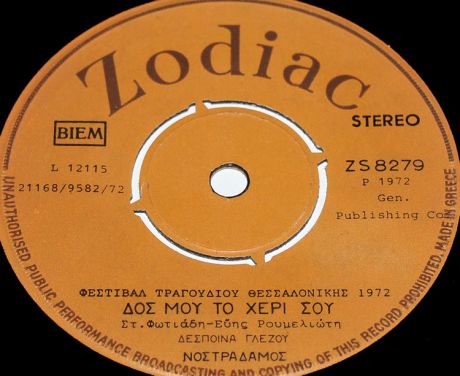 Zodiac
BIEM
STEREO
L 12115
21168/9582/72
ZS8279
P 1972
Gen.
Publishing Co
ΦΕΣΤΙΒΑΛ ΤΡΑΓΟΥΔΙΟΥ ΘΕΣΣΑΛΟΝΙΚΗΣ 1972
ΔΟΣ ΜΟΥ ΤΟ ΧΕΡΙ ΣΟΥ
Στ.Φωτιάδη-Εύης Ρουμελιώτη
ΔΕΣΠΟΙΝΑ ΓΛΕΖΟΥ
ΝΟΣΤΡΑΔΑΜΟΣ
UNAUTHORISED PUBLIC PERFORMANCE BROADCASTING AND COPYING OF THIS RECORD PROHIBITED. MADE IN GREECE